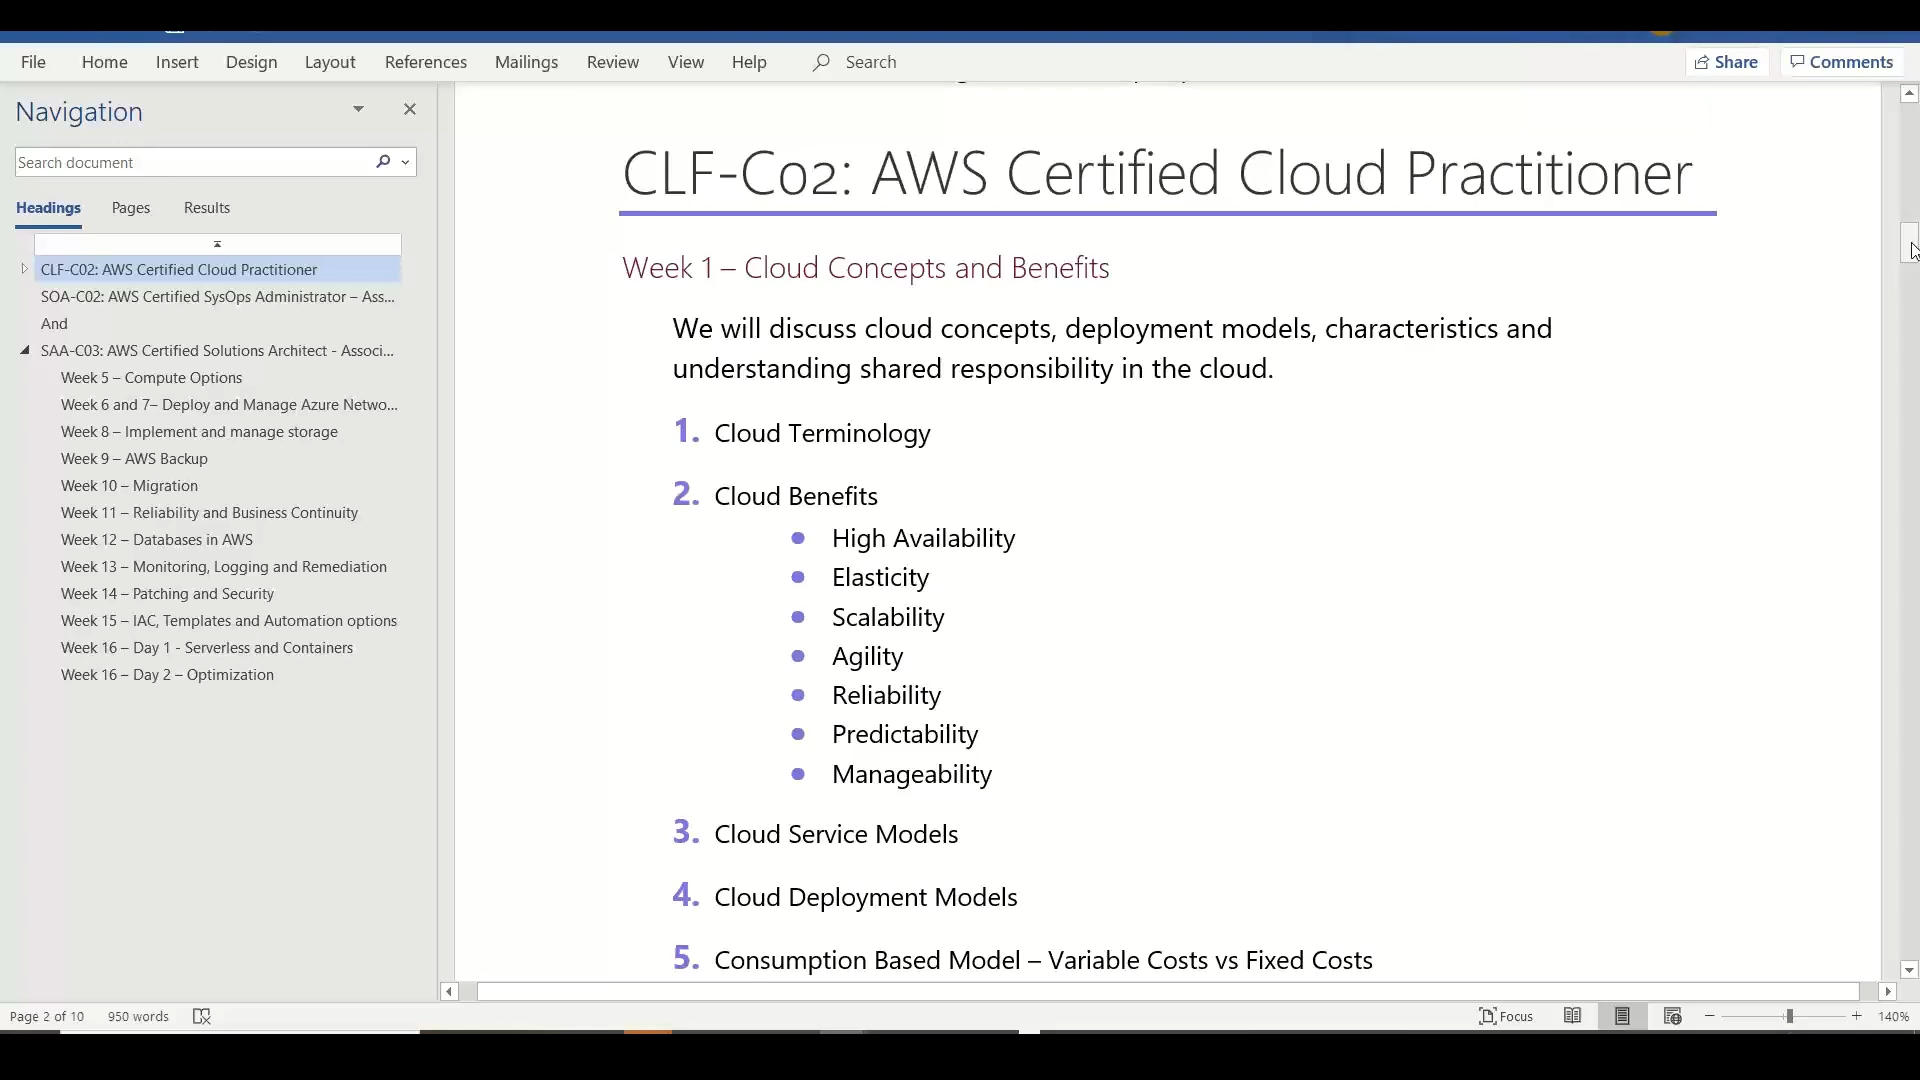 File Home Insert Design Layout References Mailings Review View Help Search Share Comments
Navigation
Search document
Headings Pages Results
CLF-C02: AWS Certified Cloud Practitioner
SOA-C02: AWS Certified SysOps Administrator – Ass...
And
SAA-C03: AWS Certified Solutions Architect - Associ...
Week 5 – Compute Options
Week 6 and 7– Deploy and Manage Azure Netwo...
Week 8 – Implement and manage storage
Week 9 – AWS Backup
Week 10 – Migration
Week 11 – Reliability and Business Continuity
Week 12 – Databases in AWS
Week 13 – Monitoring, Logging and Remediation
Week 14 – Patching and Security
Week 15 – IAC, Templates and Automation options
Week 16 – Day 1 - Serverless and Containers
Week 16 – Day 2 – Optimization
CLF-C02: AWS Certified Cloud Practitioner
Week 1 – Cloud Concepts and Benefits
We will discuss cloud concepts, deployment models, characteristics and
understanding shared responsibility in the cloud.
1. Cloud Terminology
2. Cloud Benefits
High Availability
Elasticity
Scalability
Agility
Reliability
Predictability
Manageability
3. Cloud Service Models
4. Cloud Deployment Models
5. Consumption Based Model – Variable Costs vs Fixed Costs
Page 2 of 10 950 words Focus 140%